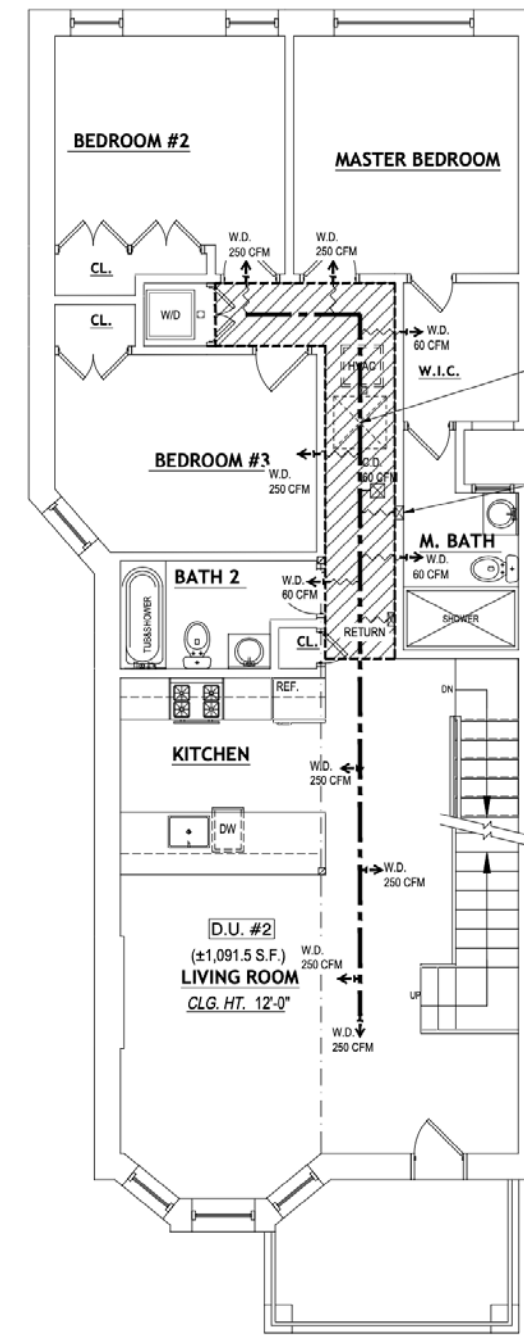 BEDROOM #2
MASTER BEDROOM
W.D.
250 CFM
W.D.
250 CFM
CL.
CL.
W/D
W.D.
60 CFM
HVAC
W.I.C.
BEDROOM #3
W.D.
250 CFM
C.D.
60 CFM
M. BATH
W.D.
60 CFM
BATH 2
W.D.
60 CFM
TUB&SHOWER
SHOWER
RETURN
CL.
REF.
DN
KITCHEN
W.D.
250 CFM
DW
W.D.
250 CFM
D.U. #2
(±1,091.5 S.F.)
W.D.
250 CFM
LIVING ROOM
CLG. HT. 12'-0"
UP
W.D.
250 CFM